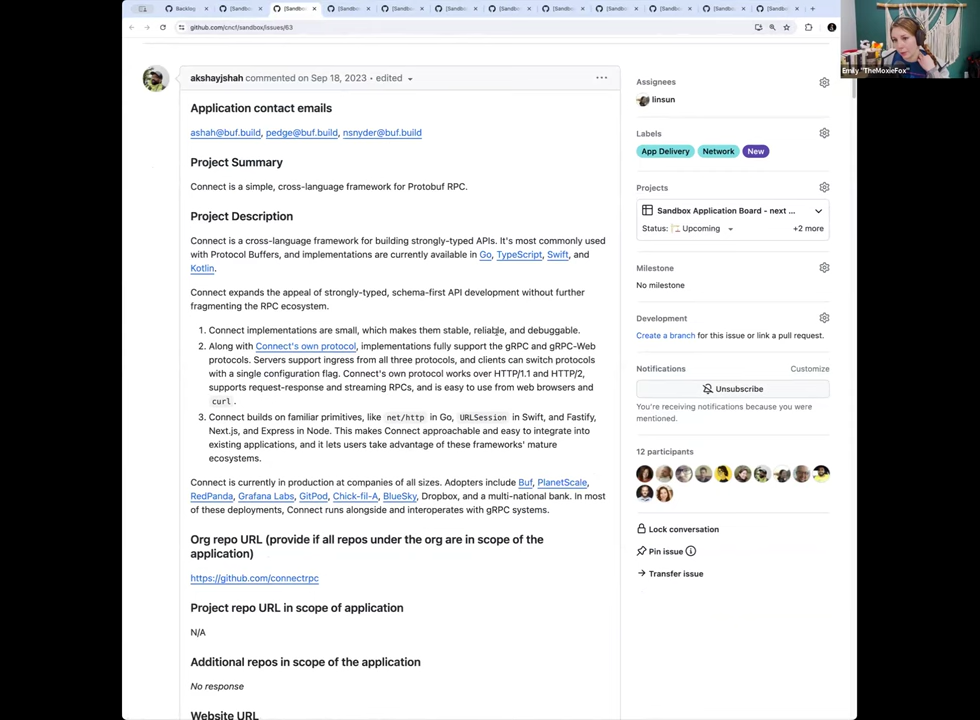 Backlog
[Sandbox]
[Sandbox]
[Sandbox]
[Sandbox]
[Sandbox]
[Sandbox]
[Sandbox]
[Sandbox]
[Sandbox]
[Sandbox]
[Sandbox]
github.com/cncf/sandbox/issues/63
Emily "TheMoxieFox"
akshayjshah commented on Sep 18, 2023 • edited
Application contact emails
ashah@buf.build, pedge@buf.build, nsnyder@buf.build
Project Summary
Connect is a simple, cross-language framework for Protobuf RPC.
Project Description
Connect is a cross-language framework for building strongly-typed APIs. It's most commonly used
with Protocol Buffers, and implementations are currently available in Go, TypeScript, Swift, and
Kotlin.
Connect expands the appeal of strongly-typed, schema-first API development without further
fragmenting the RPC ecosystem.
1. Connect implementations are small, which makes them stable, reliable, and debuggable.
2. Along with Connect's own protocol, implementations fully support the gRPC and gRPC-Web
protocols. Servers support ingress from all three protocols, and clients can switch protocols
with a single configuration flag. Connect's own protocol works over HTTP/1.1 and HTTP/2,
supports request-response and streaming RPCs, and is easy to use from web browsers and
curl .
3. Connect builds on familiar primitives, like net/http in Go, URLSession in Swift, and Fastify,
Next.js, and Express in Node. This makes Connect approachable and easy to integrate into
existing applications, and it lets users take advantage of these frameworks' mature
ecosystems.
Connect is currently in production at companies of all sizes. Adopters include Buf, PlanetScale,
RedPanda, Grafana Labs, GitPod, Chick-fil-A, BlueSky, Dropbox, and a multi-national bank. In most
of these deployments, Connect runs alongside and interoperates with gRPC systems.
Org repo URL (provide if all repos under the org are in scope of the
application)
https://github.com/connectrpc
Project repo URL in scope of application
N/A
Additional repos in scope of the application
No response
Website URL
Assignees
linsun
Labels
App Delivery Network New
Projects
Sandbox Application Board - next ...
Status: Upcoming +2 more
Milestone
No milestone
Development
Create a branch for this issue or link a pull request.
Notifications Customize
Unsubscribe
You're receiving notifications because you were
mentioned.
12 participants
Lock conversation
Pin issue
Transfer issue